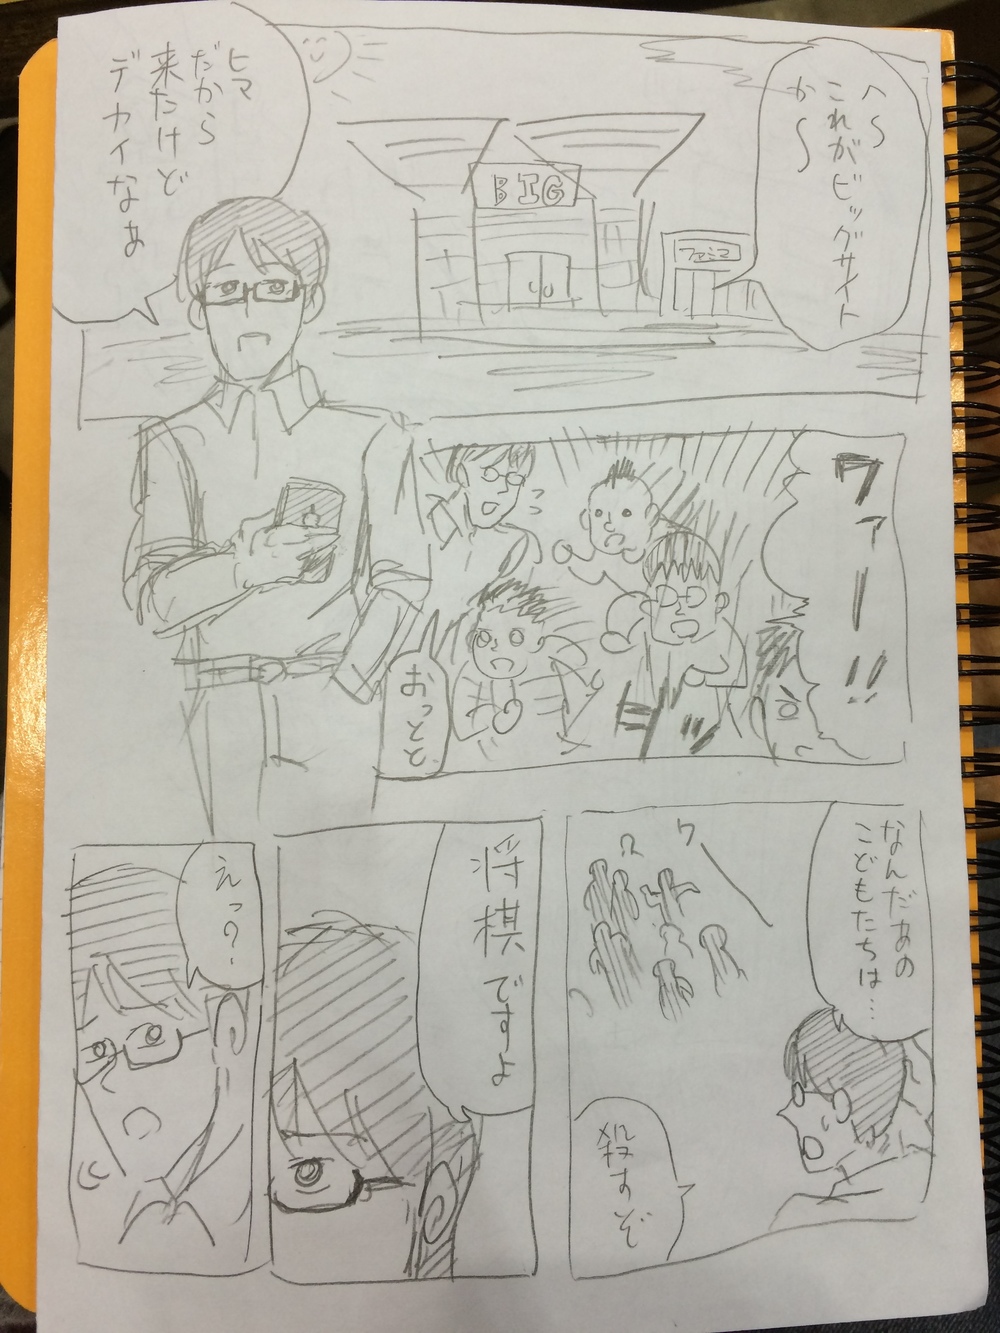 へ〜
これがビッグサイト
か〜
BIG
ファミマ
ヒマ
だから
来たけど
デカイなぁ
ワァー!!
おっとと
なんだあの
こどもたちは…
ワ
殺すぞ
将棋ですよ
えっ?